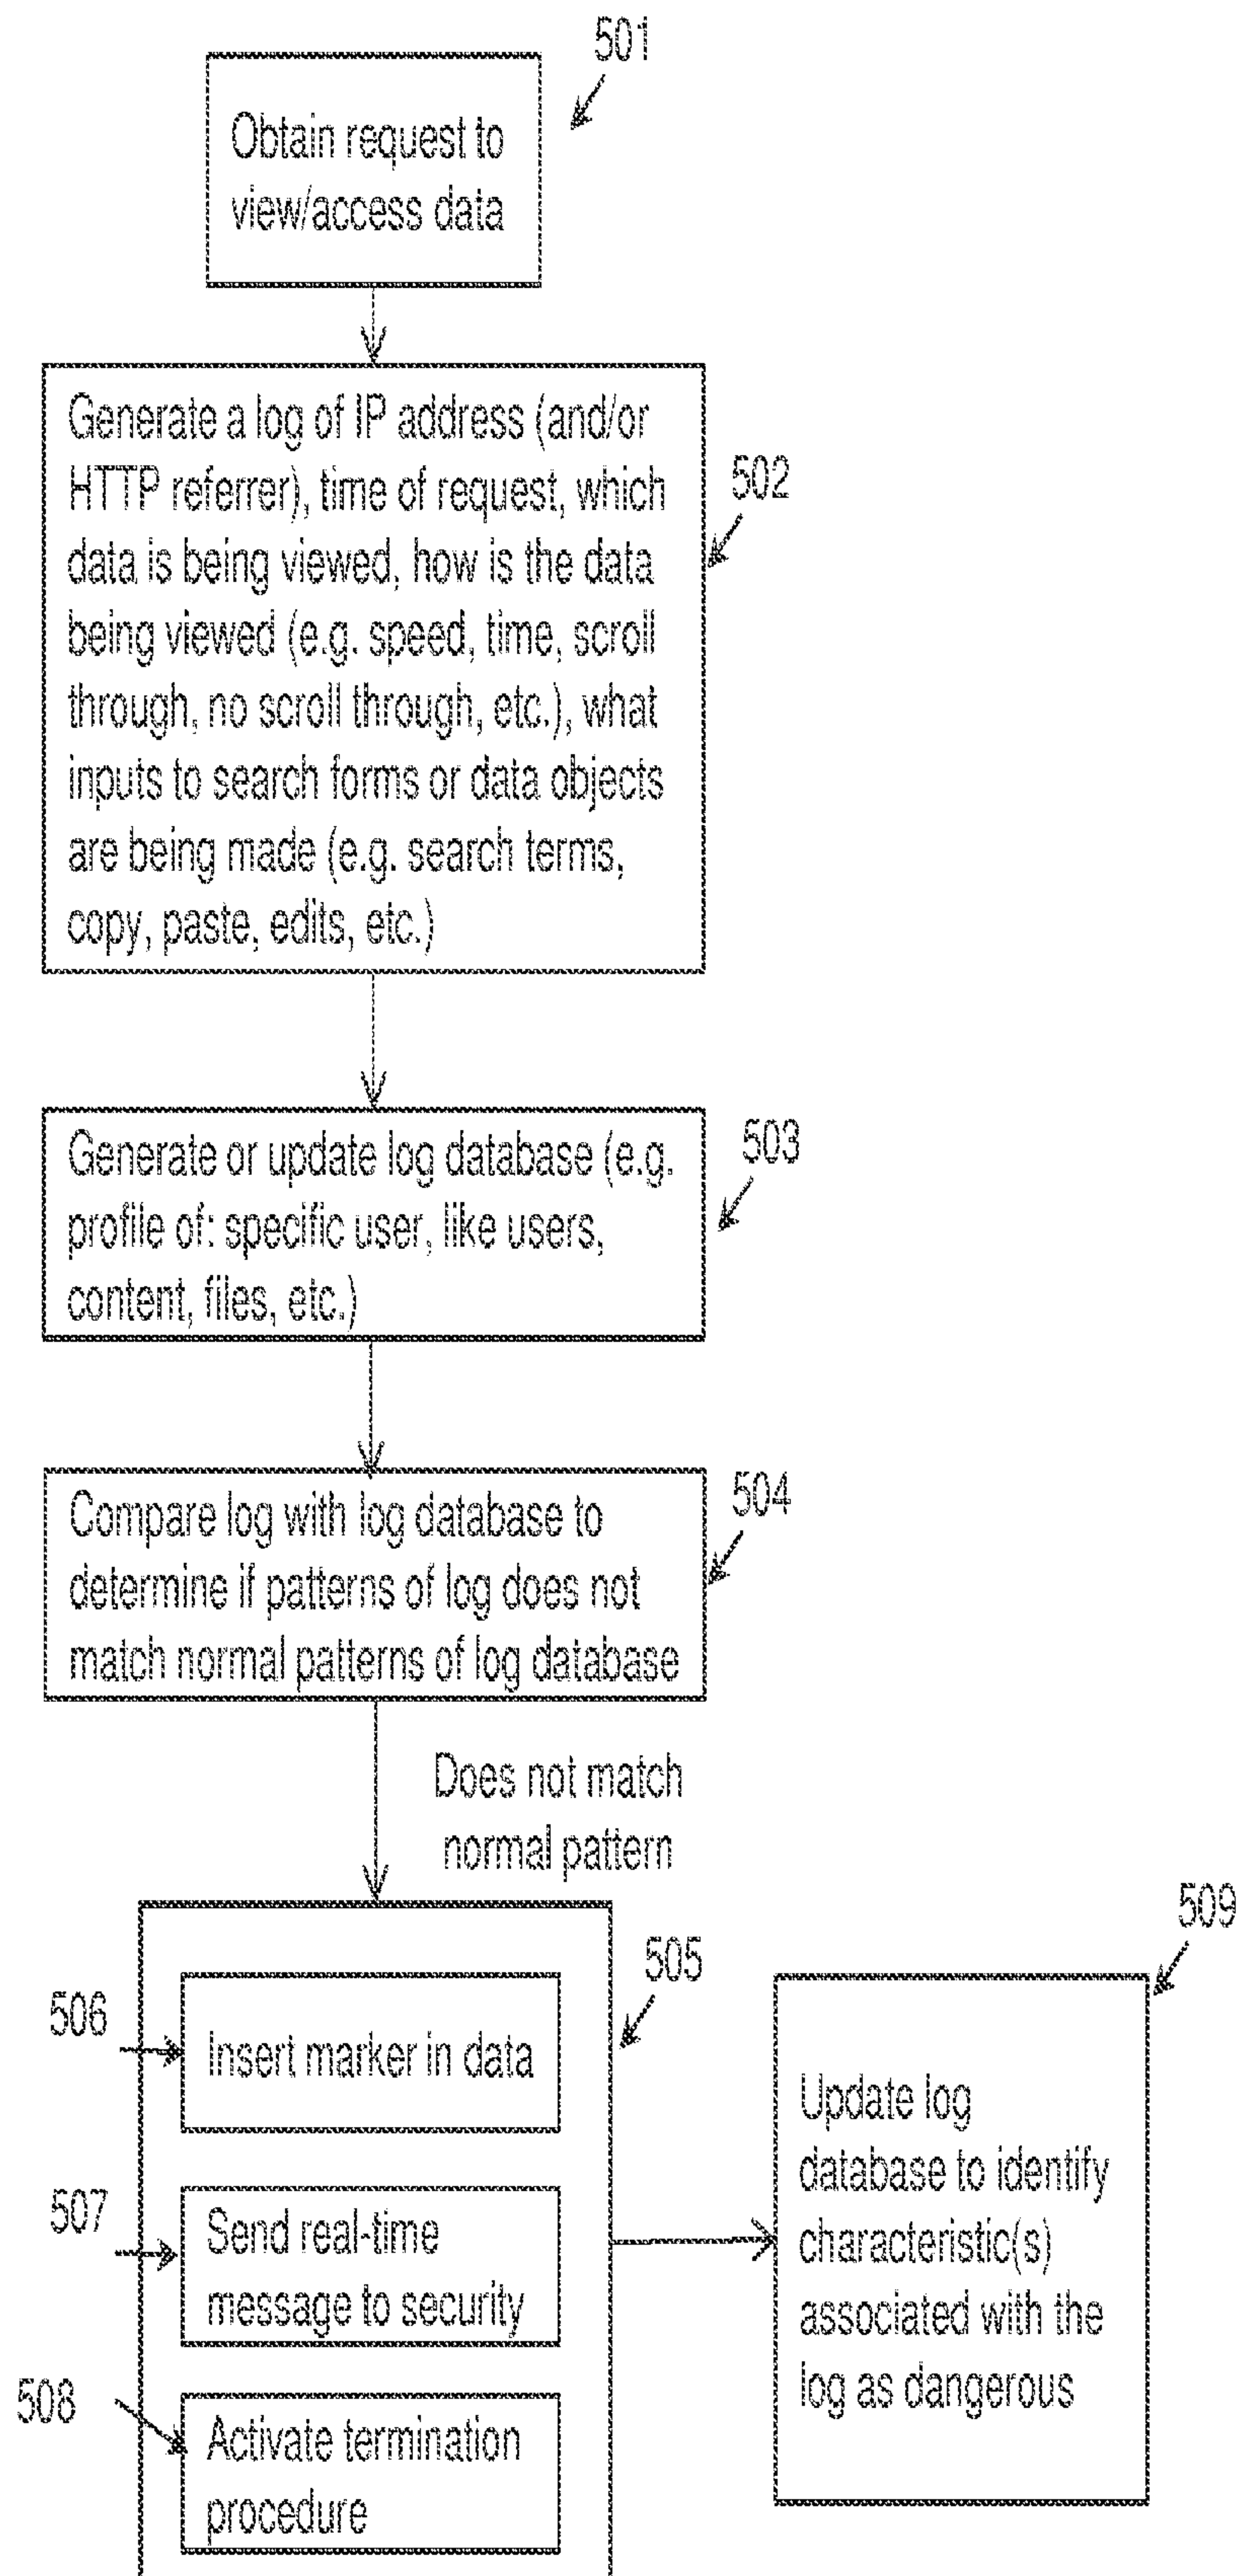 501
Obtain request to
view/access data
Generate a log of IP address (and/or
HTTP referrer), time of request, which
data is being viewed, how is the data
being viewed (e.g. speed, time, scroll
through, no scroll through, etc.), what
inputs to search forms or data objects
are being made (e.g. search terms,
copy, paste, edits, etc.)
502
Generate or update log database (e.g.
profile of: specific user, like users,
content, files, etc.)
503
Compare log with log database to
determine if patterns of log does not
match normal patterns of log database
504
Does not match
normal pattern
505
506
Insert marker in data
507
Send real-time
message to security
508
Activate termination
procedure
509
Update log
database to identify
characteristic(s)
associated with the
log as dangerous